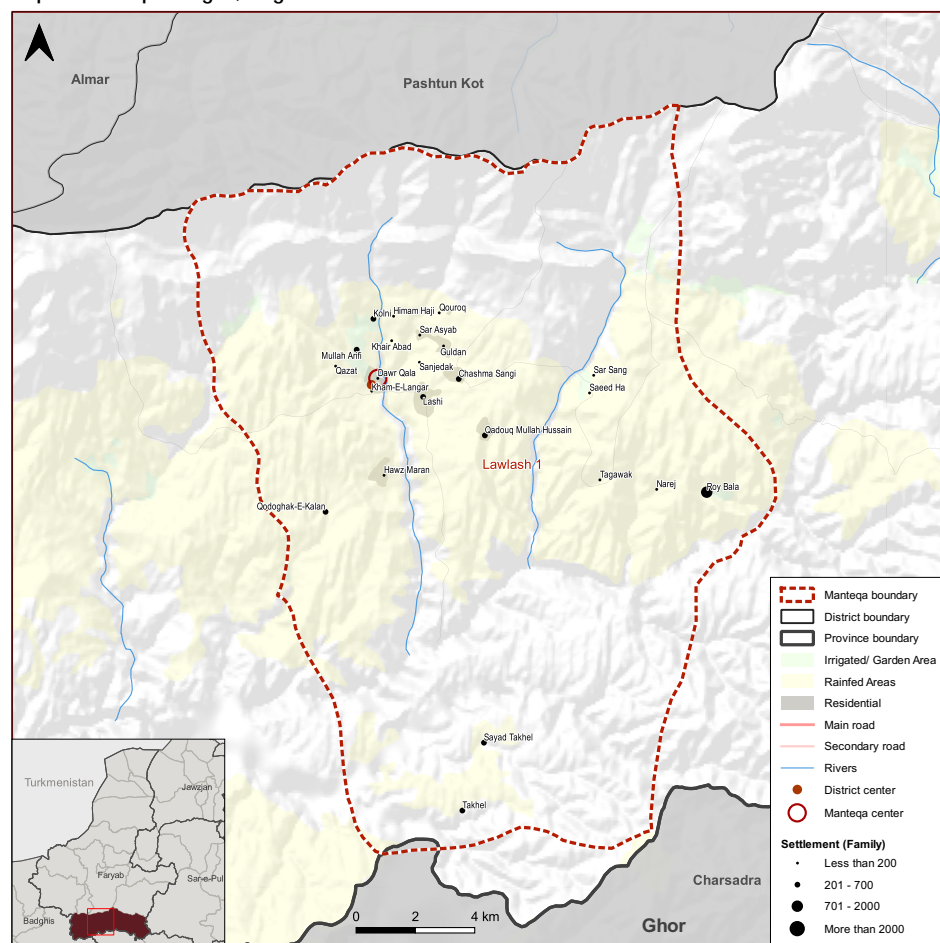 Almar
Pashtun Kot
Kolni
Himam Haji
Qouroq
Sar Asyab
Khair Abad
Guldan
Mullah Arifi
Qazat
Sanjedak
Dawr Qala
Chashma Sangi
Kham-E-Langar
Lashi
Sar Sang
Saeed Ha
Qadouq Mullah Hussain
Lawlash 1
Hawz Maran
Tagawak
Narej
Roy Bala
Qodoghak-E-Kalan
Sayad Takhel
Takhel
Charsadra
Ghor
0 2 4 km
Turkmenistan
Jawzjan
Faryab
Sar-e-Pul
Badghis
Manteqa boundary
District boundary
Province boundary
Irrigated/ Garden Area
Rainfed Areas
Residential
Main road
Secondary road
Rivers
District center
Manteqa center
Settlement (Family)
Less than 200
201 - 700
701 - 2000
More than 2000